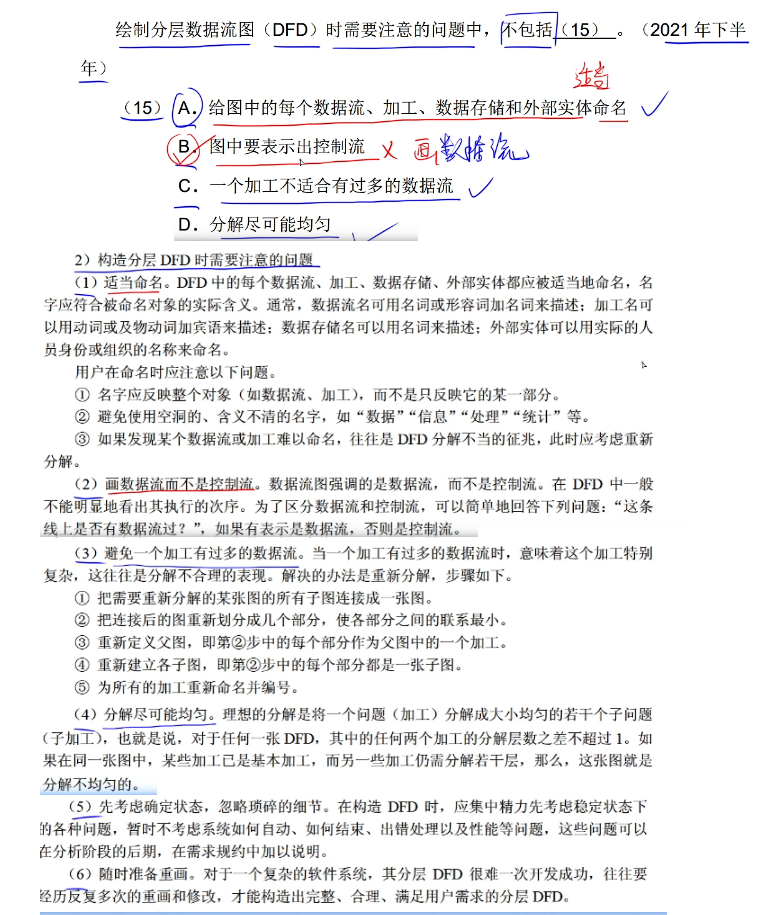 绘制分层数据流图（DFD）时需要注意的问题中，不包括（15）。（2021 年下半
年）
适当
（15）A．给图中的每个数据流、加工、数据存储和外部实体命名
B．图中要表示出控制流 × 画数据流
C．一个加工不适合有过多的数据流
D．分解尽可能均匀
2）构造分层 DFD 时需要注意的问题
（1）适当命名。DFD 中的每个数据流、加工、数据存储、外部实体都应被适当地命名，名
字应符合被命名对象的实际含义。通常，数据流名可用名词或形容词加名词来描述；加工名可
以用动词或及物动词加宾语来描述；数据存储名可以用名词来描述；外部实体可以用实际的人
员身份或组织的名称来命名。
用户在命名时应注意以下问题。
① 名字应反映整个对象（如数据流、加工），而不是只反映它的某一部分。
② 避免使用空洞的、含义不清的名字，如“数据”“信息”“处理”“统计”等。
③ 如果发现某个数据流或加工难以命名，往往是 DFD 分解不当的征兆，此时应考虑重新
分解。
（2）画数据流而不是控制流。数据流图强调的是数据流，而不是控制流。在 DFD 中一般
不能明显地看出其执行的次序。为了区分数据流和控制流，可以简单地回答下列问题：“这条
线上是否有数据流过？”，如果有表示是数据流，否则是控制流。
（3）避免一个加工有过多的数据流。当一个加工有过多的数据流时，意味着这个加工特别
复杂，这往往是分解不合理的表现。解决的办法是重新分解，步骤如下。
① 把需要重新分解的某张图的所有子图连接成一张图。
② 把连接后的图重新划分成几个部分，使各部分之间的联系最小。
③ 重新定义父图，即第②步中的每个部分作为父图中的一个加工。
④ 重新建立各子图，即第②步中的每个部分都是一张子图。
⑤ 为所有的加工重新命名并编号。
（4）分解尽可能均匀。理想的分解是将一个问题（加工）分解成大小均匀的若干个子问题
（子加工），也就是说，对于任何一张 DFD，其中的任何两个加工的分解层数之差不超过 1。如
果在同一张图中，某些加工已是基本加工，而另一些加工仍需分解若干层，那么，这张图就是
分解不均匀的。
（5）先考虑确定状态，忽略琐碎的细节。在构造 DFD 时，应集中精力先考虑稳定状态下
的各种问题，暂时不考虑系统如何自动、如何结束、出错处理以及性能等问题，这些问题可以
在分析阶段的后期，在需求规约中加以说明。
（6）随时准备重画。对于一个复杂的软件系统，其分层 DFD 很难一次开发成功，往往要
经历反复多次的重画和修改，才能构造出完整、合理、满足用户需求的分层 DFD。